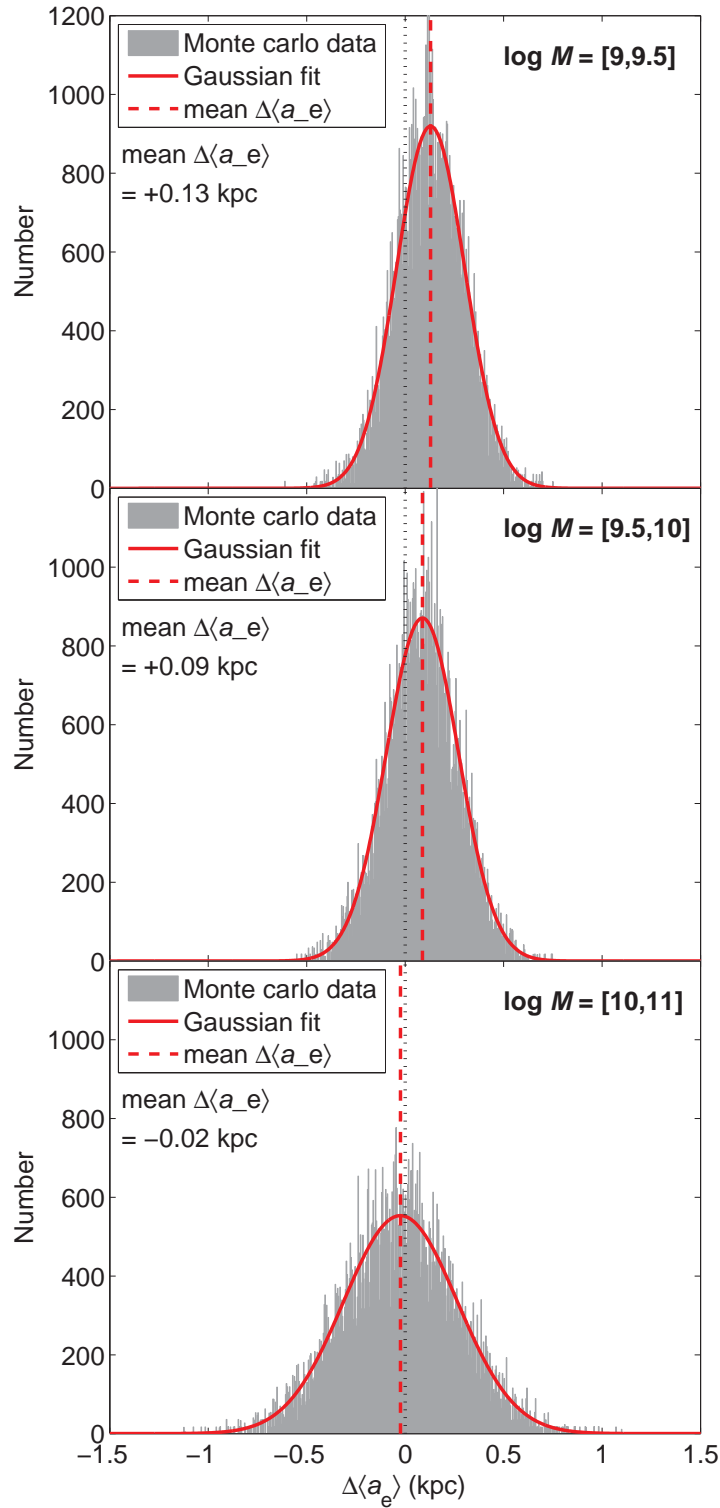 1200
1000
800
600
400
200
0
Number
Monte carlo data
Gaussian fit
mean Δ⟨a_e⟩
mean Δ⟨a_e⟩
= +0.13 kpc
log M = [9,9.5]
1000
800
600
400
200
0
Number
Monte carlo data
Gaussian fit
mean Δ⟨a_e⟩
mean Δ⟨a_e⟩
= +0.09 kpc
log M = [9.5,10]
1000
800
600
400
200
0
Number
Monte carlo data
Gaussian fit
mean Δ⟨a_e⟩
mean Δ⟨a_e⟩
= −0.02 kpc
log M = [10,11]
−1.5 −1 −0.5 0 0.5 1 1.5
Δ⟨aₑ⟩ (kpc)